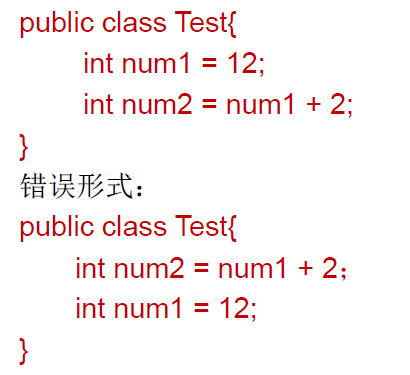 public class Test{
int num1 = 12;
int num2 = num1 + 2;
}
错误形式：
public class Test{
int num2 = num1 + 2；
int num1 = 12;
}